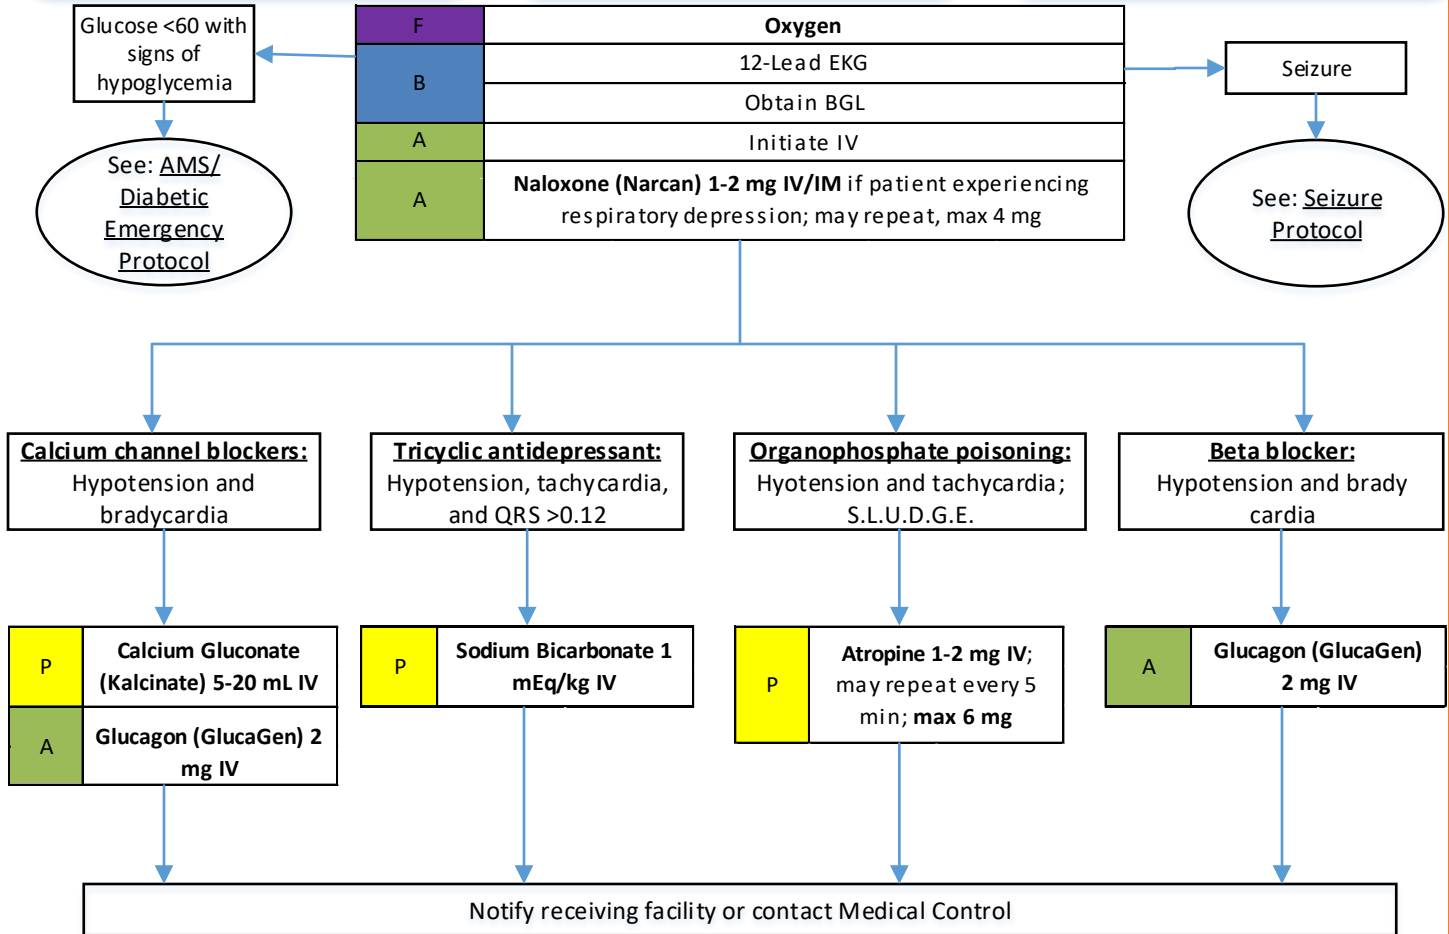 Glucose <60 with
signs of
hypoglycemia
F
Oxygen
B
12-Lead EKG
Obtain BGL
Seizure
A
Initiate IV
A
Naloxone (Narcan) 1-2 mg IV/IM if patient experiencing
respiratory depression; may repeat, max 4 mg
See: AMS/
Diabetic
Emergency
Protocol
See: Seizure
Protocol
Calcium channel blockers:
Hypotension and
bradycardia
Tricyclic antidepressant:
Hypotension, tachycardia,
and QRS >0.12
Organophosphate poisoning:
Hyotension and tachycardia;
S.L.U.D.G.E.
Beta blocker:
Hypotension and brady
cardia
P
Calcium Gluconate
(Kalcinate) 5-20 mL IV
A
Glucagon (GlucaGen) 2
mg IV
P
Sodium Bicarbonate 1
mEq/kg IV
P
Atropine 1-2 mg IV;
may repeat every 5
min; max 6 mg
A
Glucagon (GlucaGen)
2 mg IV
Notify receiving facility or contact Medical Control